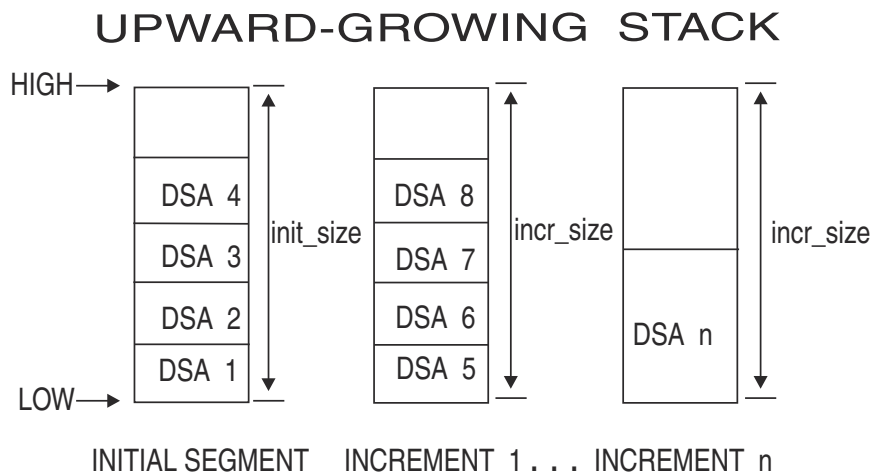 UPWARD-GROWING STACK
HIGH
DSA 4
DSA 3
DSA 2
DSA 1
init_size
LOW
INITIAL SEGMENT
DSA 8
DSA 7
DSA 6
DSA 5
incr_size
INCREMENT 1 . . .
DSA n
incr_size
INCREMENT n